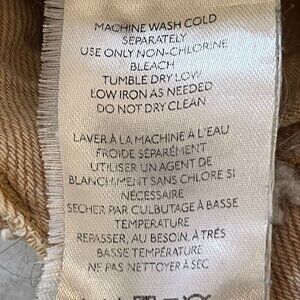 MACHINE WASH COLD
SEPARATELY
USE ONLY NON-CHLORINE
BLEACH
TUMBLE DRY LOW
LOW IRON AS NEEDED
DO NOT DRY CLEAN
LAVER À LA MACHINE À L'EAU
FROIDE SÉPARÉMENT
UTILISER UN AGENT DE
BLANCHIMENT SANS CHLORE SI
NÉCESSAIRE
SECHER PAR CULBUTAGE À BASSE
TEMPERATURE
REPASSER, AU BESOIN, À TRÈS
BASSE TEMPÉRATURE
NE PAS NETTOYER À SEC